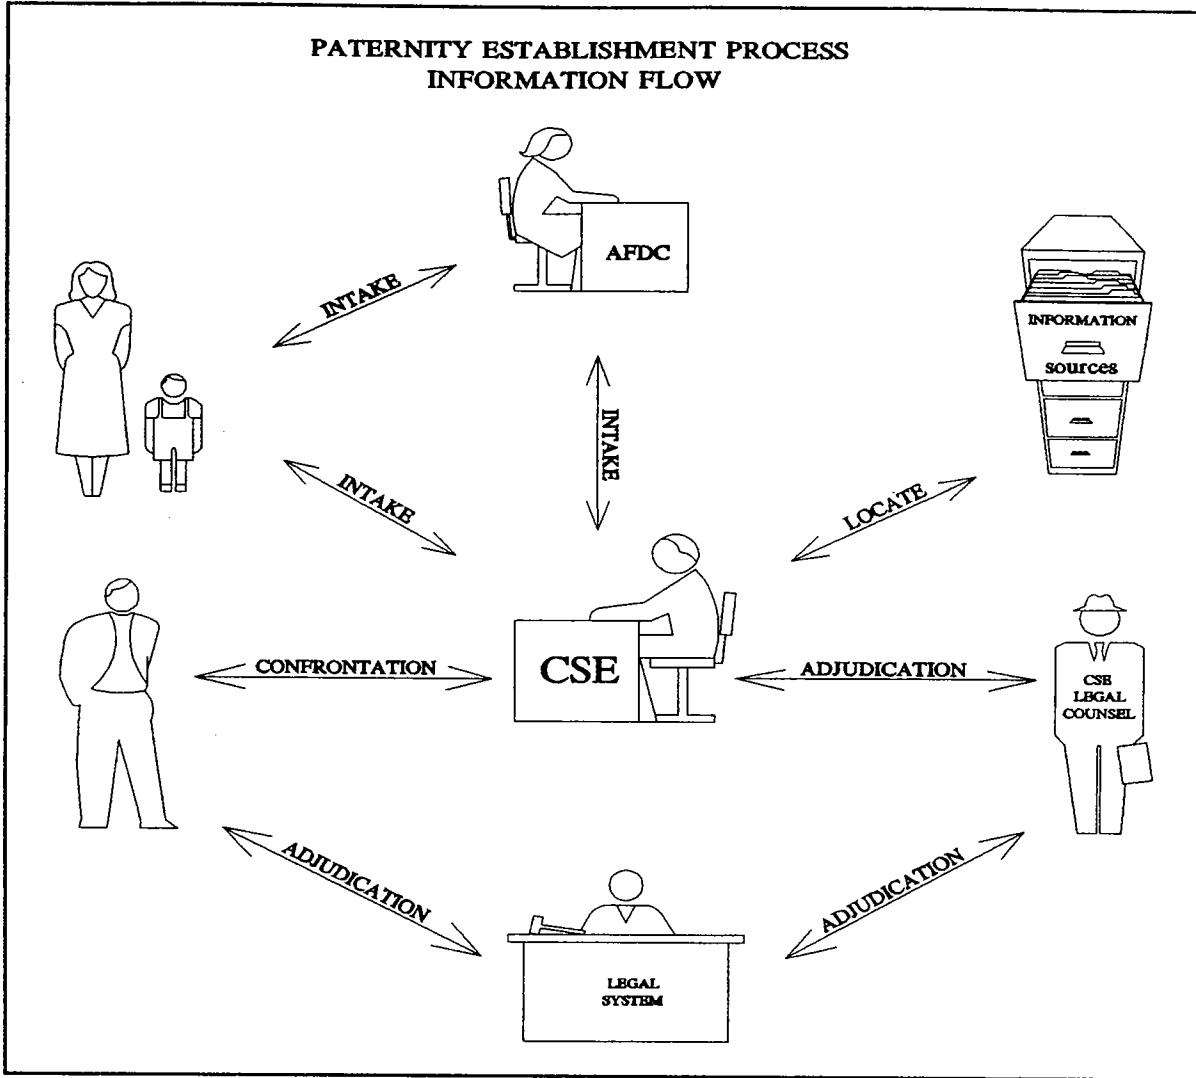 PATERNITY ESTABLISHMENT PROCESS
INFORMATION FLOW
AFDC
INTAKE
INFORMATION
sources
INTAKE
INTAKE
LOCATE
CONFRONTATION
CSE
ADJUDICATION
CSE
LEGAL
COUNSEL
ADJUDICATION
ADJUDICATION
LEGAL
SYSTEM